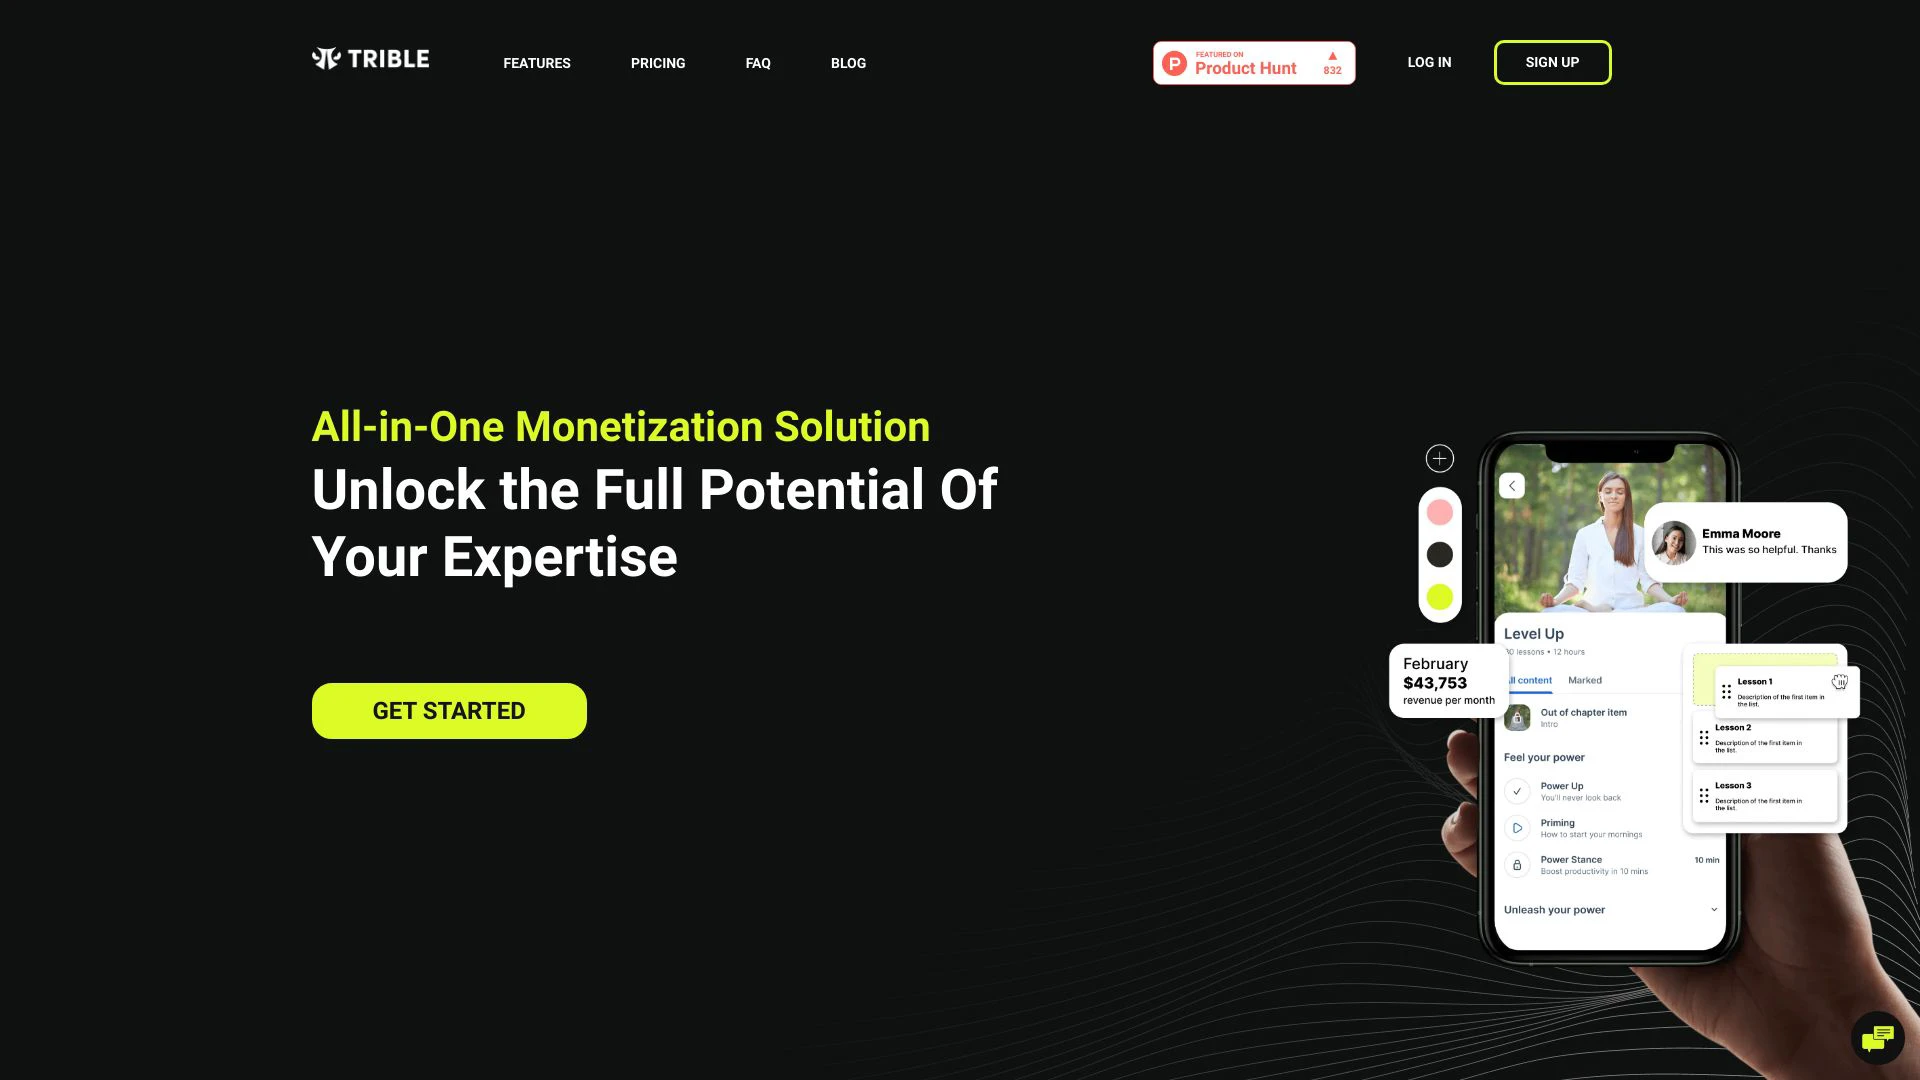 TRIBLE
FEATURES
PRICING
FAQ
BLOG
FEATURED ON
Product Hunt
832
LOG IN
SIGN UP
All-in-One Monetization Solution
Unlock the Full Potential Of
Your Expertise
GET STARTED
Emma Moore
This was so helpful. Thanks
Level Up
0 lessons • 12 hours
February
$43,753
revenue per month
ll content
Marked
Out of chapter item
Intro
Feel your power
Power Up
You'll never look back
Priming
How to start your mornings
Power Stance
10 min
Boost productivity in 10 mins
Unleash your power
Lesson 1
Description of the first item in
the list.
Lesson 2
Description of the first item in
the list.
Lesson 3
Description of the first item in
the list.